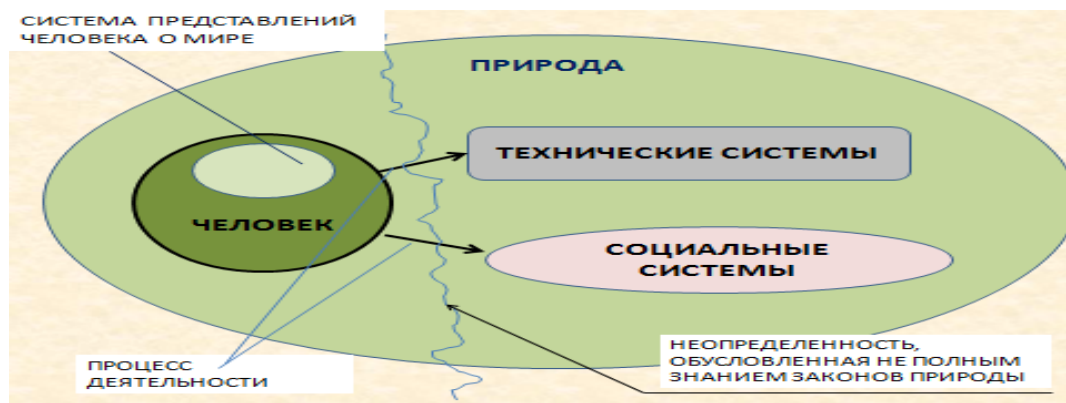 СИСТЕМА ПРЕДСТАВЛЕНИЙ
ЧЕЛОВЕКА О МИРЕ
ПРИРОДА
ТЕХНИЧЕСКИЕ СИСТЕМЫ
ЧЕЛОВЕК
СОЦИАЛЬНЫЕ
СИСТЕМЫ
ПРОЦЕСС
ДЕЯТЕЛЬНОСТИ
НЕОПРЕДЕЛЕННОСТЬ,
ОБУСЛОВЛЕННАЯ НЕ ПОЛНЫМ
ЗНАНИЕМ ЗАКОНОВ ПРИРОДЫ